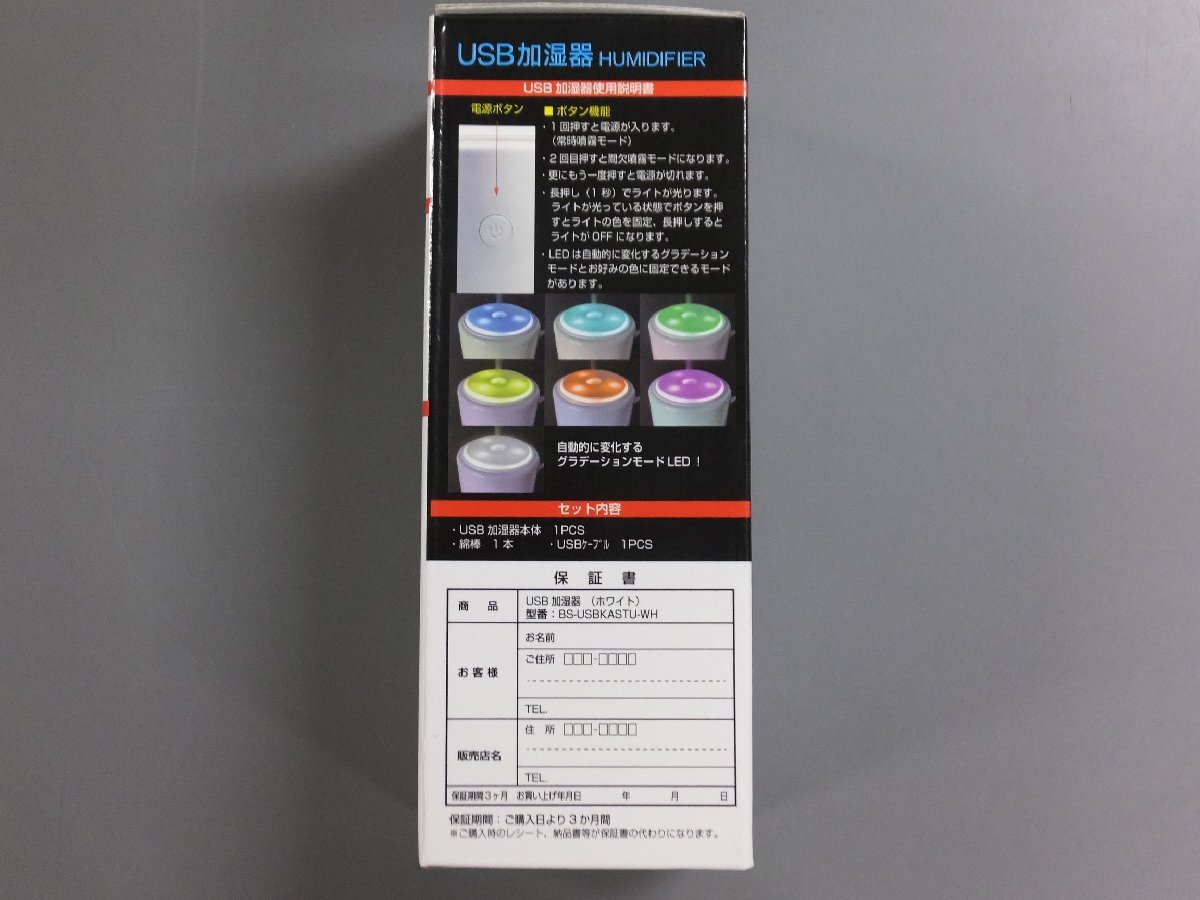 USB加湿器 HUMIDIFIER
USB 加湿器使用説明書
電源ボタン
■ ボタン機能
・1回押すと電源が入ります。
（常時噴霧モード）
・2回目押すと間欠噴霧モードになります。
・更にもう一度押すと電源が切れます。
・長押し（1秒）でライトが光ります。
ライトが光っている状態でボタンを押
すとライトの色を固定、長押しすると
ライトがOFFになります。
・LEDは自動的に変化するグラデーション
モードとお好みの色に固定できるモード
があります。
自動的に変化する
グラデーションモードLED！
セット内容
・USB 加湿器本体 1PCS
・綿棒 1本 ・USBｹｰﾌﾞﾙ 1PCS
保証書
商品 USB 加湿器 （ホワイト）
型番：BS-USBKASTU-WH
お客様 お名前
ご住所 □□□-□□□□
TEL.
販売店名 住所 □□□-□□□□
TEL.
保証期間3ヶ月 お買い上げ年月日 年 月 日
保証期間：ご購入日より3か月間
※ご購入時のレシート、納品書等が保証書の代わりになります。